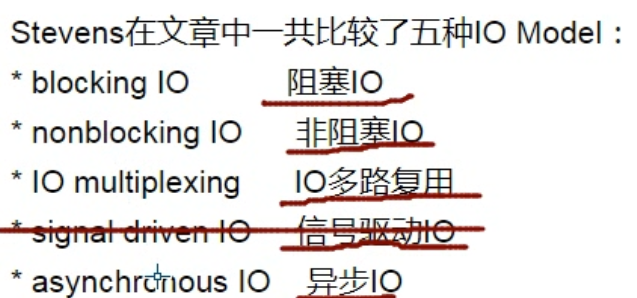 Stevens在文章中一共比较了五种IO Model：
* blocking IO 阻塞IO
* nonblocking IO 非阻塞IO
* IO multiplexing IO多路复用
* signal driven IO 信号驱动IO
* asynchronous IO 异步IO